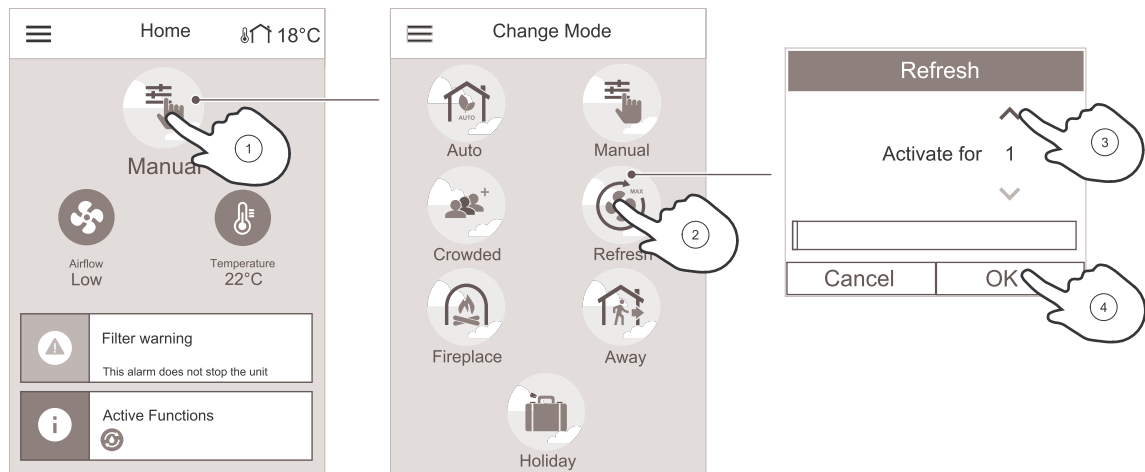 Home
18°C
1
Manual
Airflow
Low
Temperature
22°C
Filter warning
This alarm does not stop the unit
Active Functions
Change Mode
AUTO
Auto
Manual
Crowded
MAX
Refresh
2
Fireplace
Away
Holiday
Refresh
3
Activate for 1
Cancel
OK
4